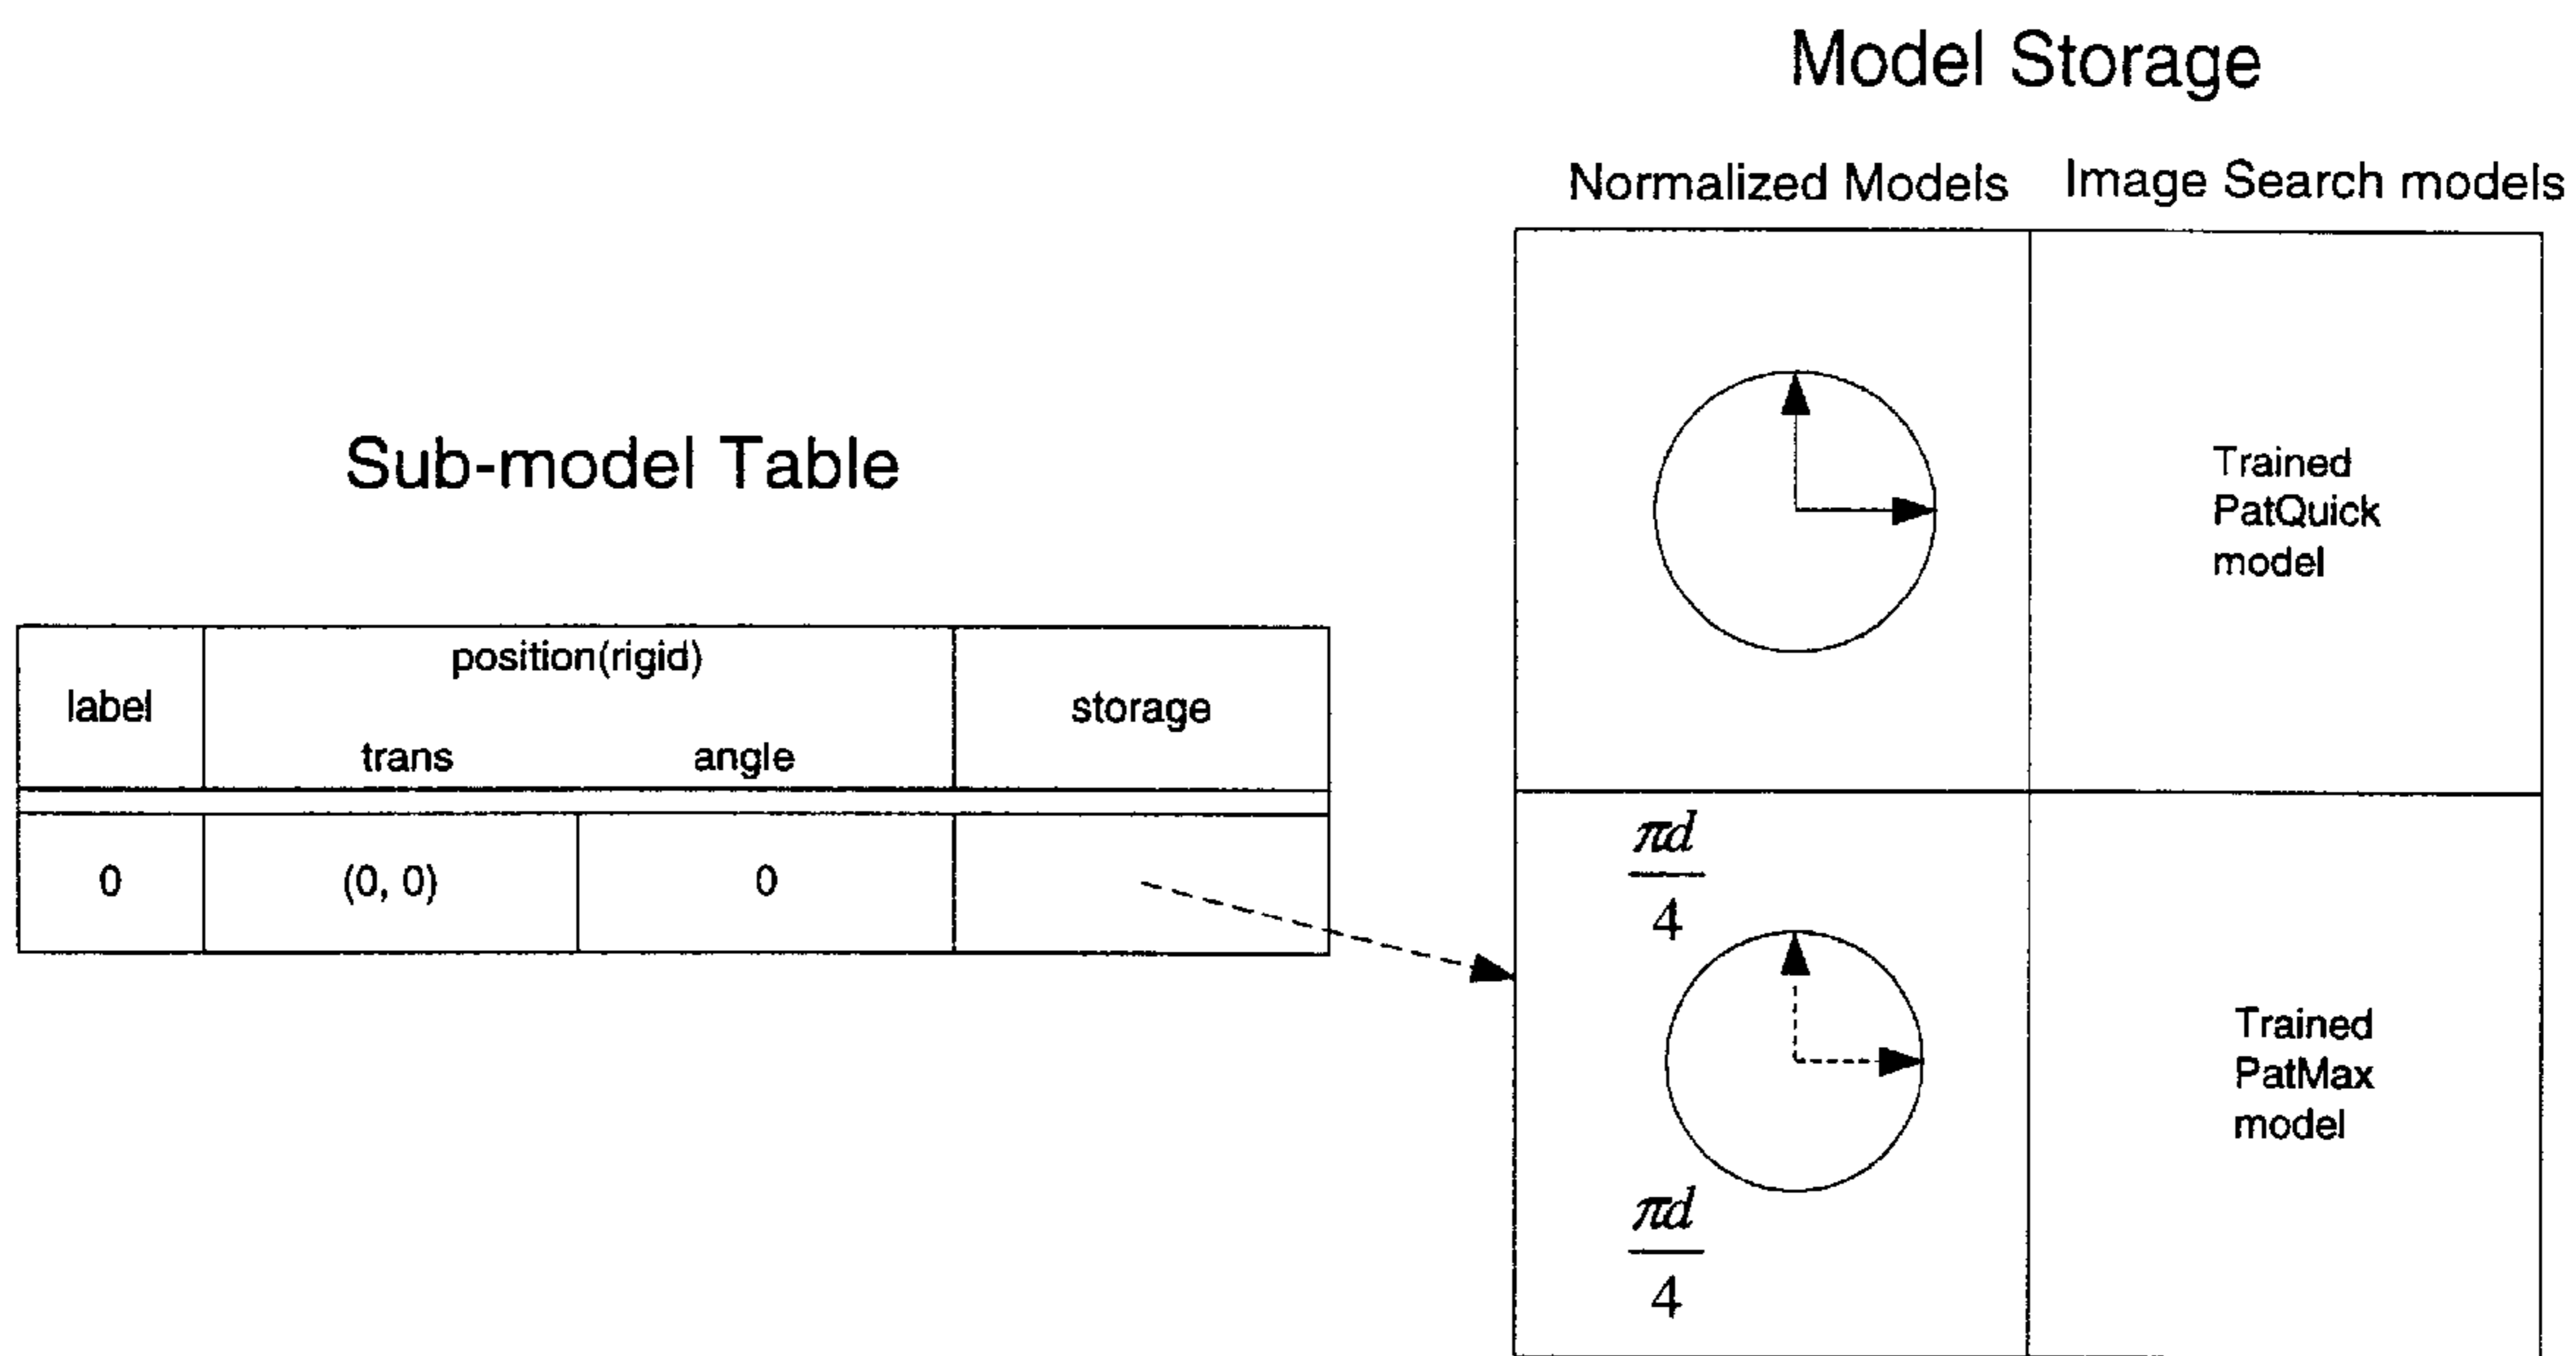 Model Storage
Normalized Models Image Search models
Trained
PatQuick
model
Sub-model Table
label position(rigid) storage
trans angle
0 (0, 0) 0
πd
4
πd
4
Trained
PatMax
model